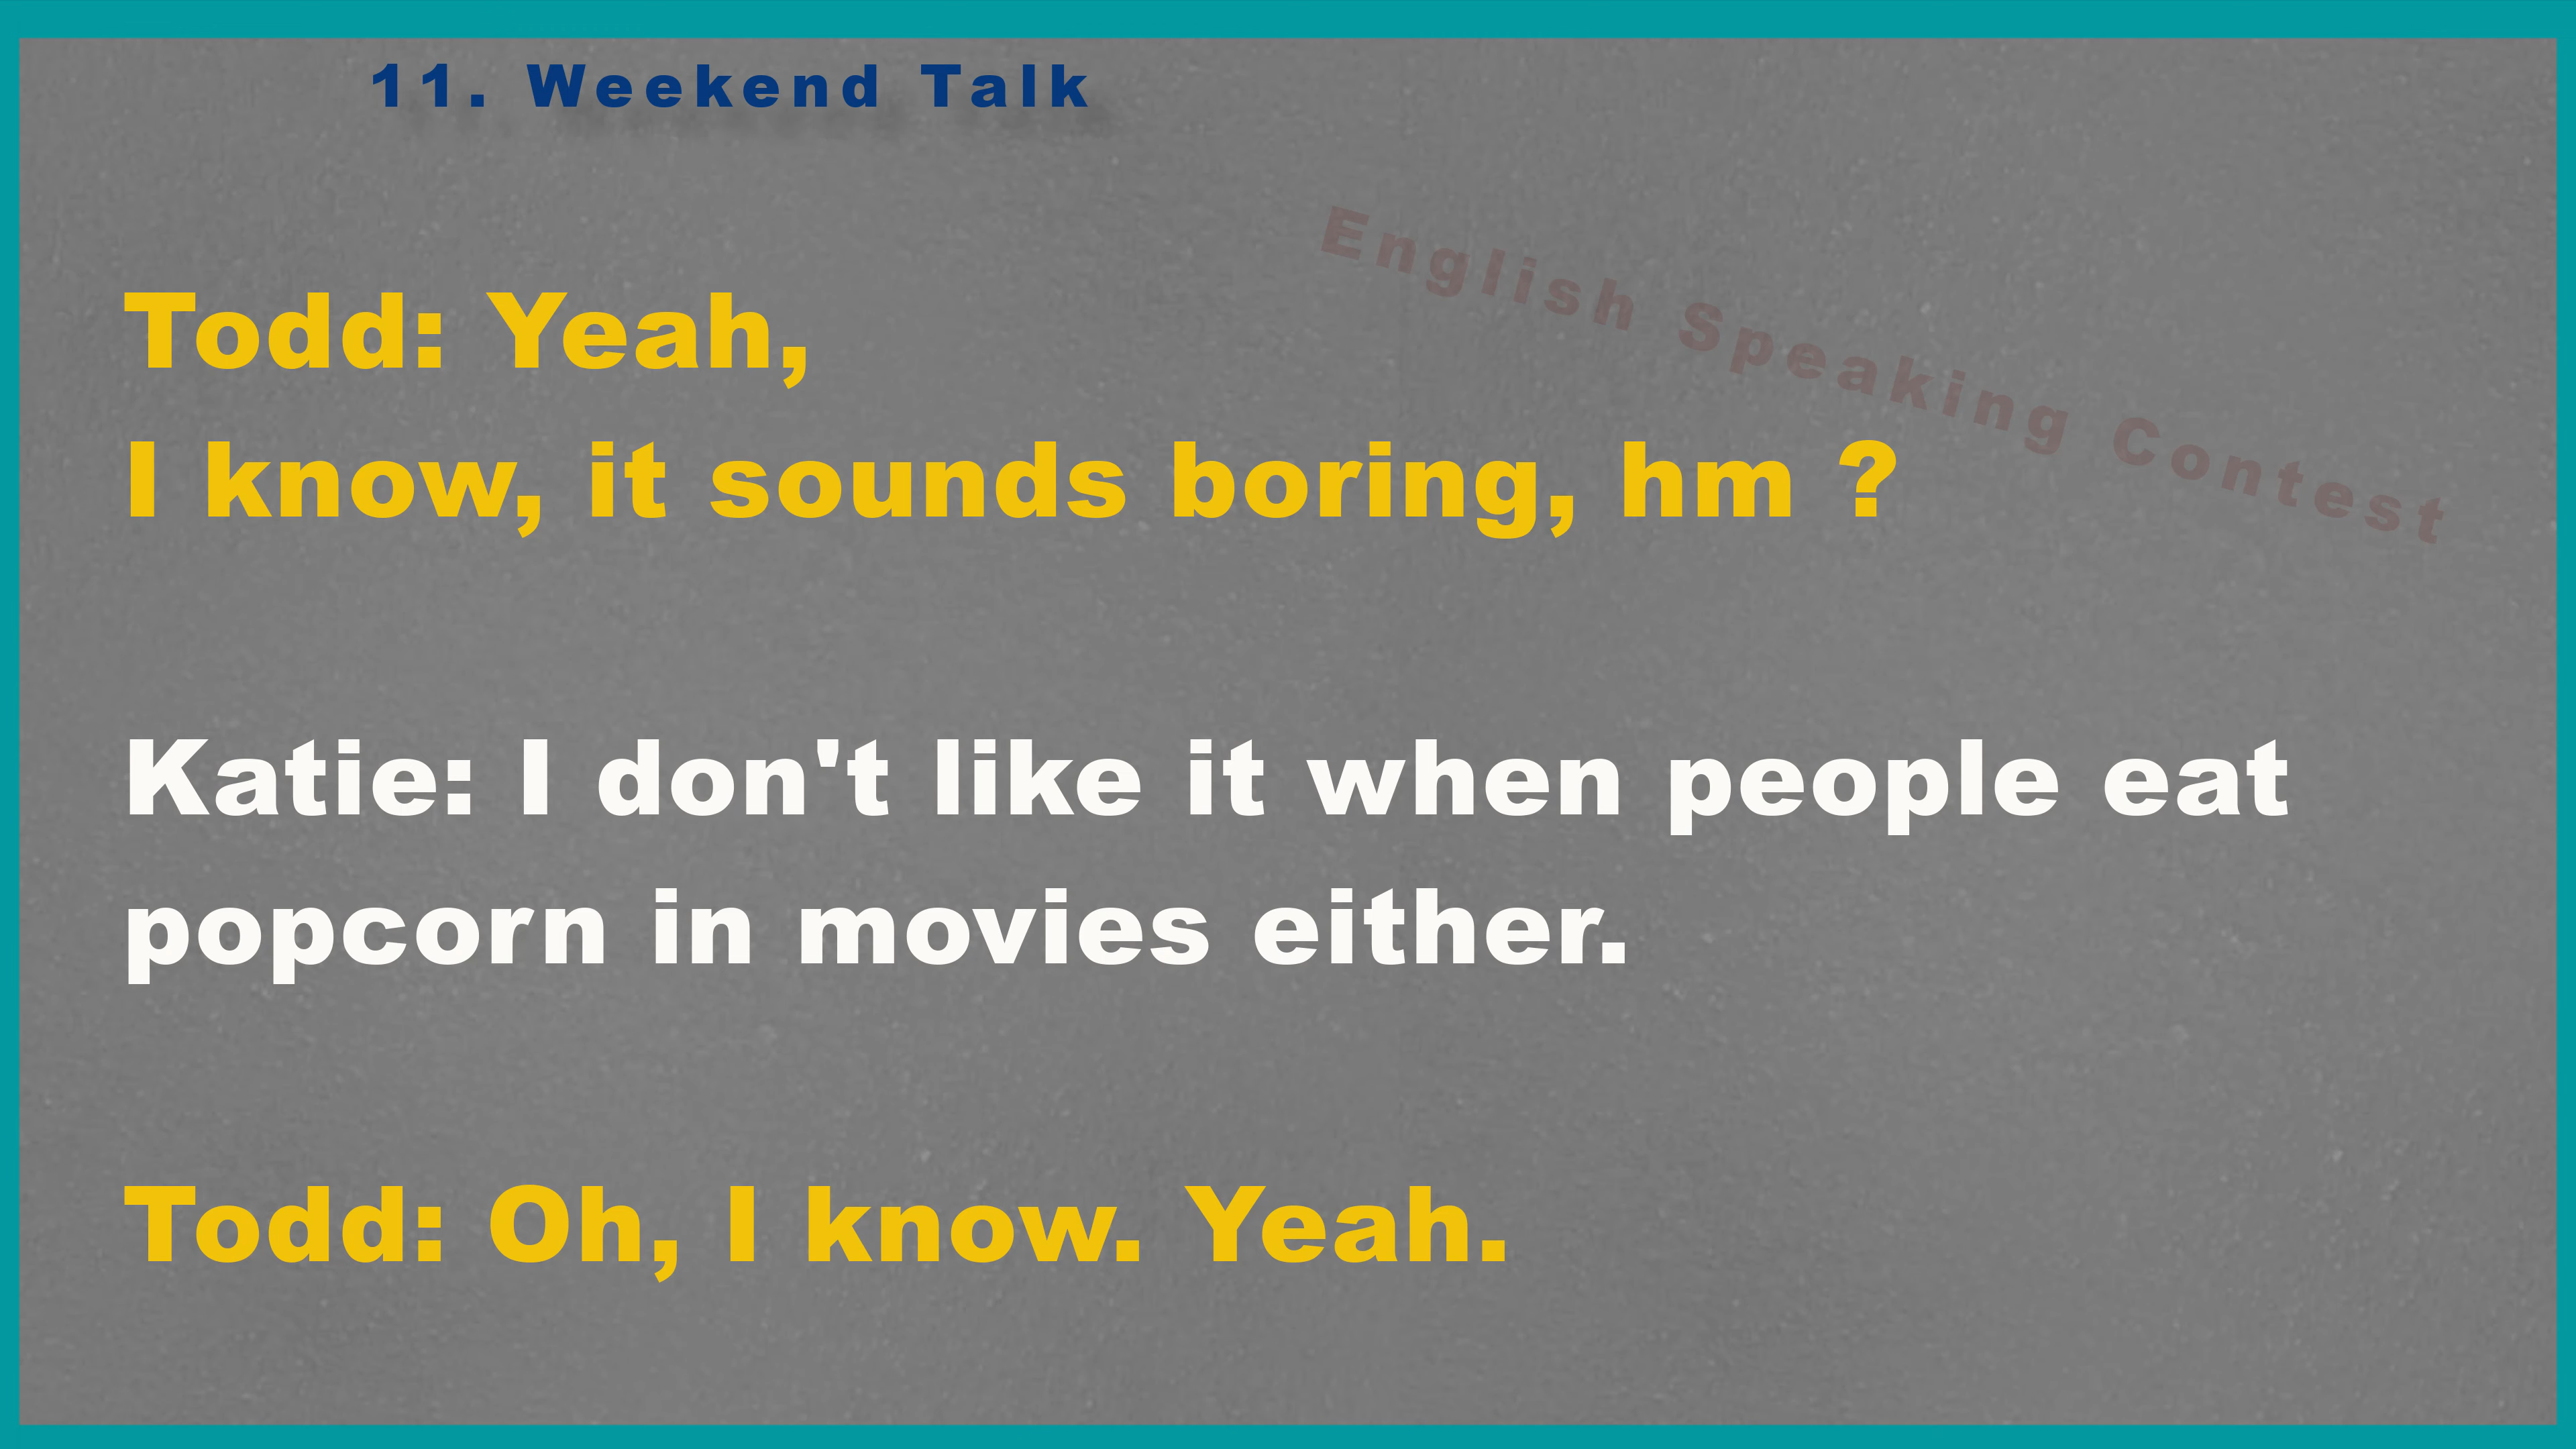 11. Weekend Talk
English Speaking Contest
Todd: Yeah,
I know, it sounds boring, hm ?
Katie: I don't like it when people eat
popcorn in movies either.
Todd: Oh, I know. Yeah.